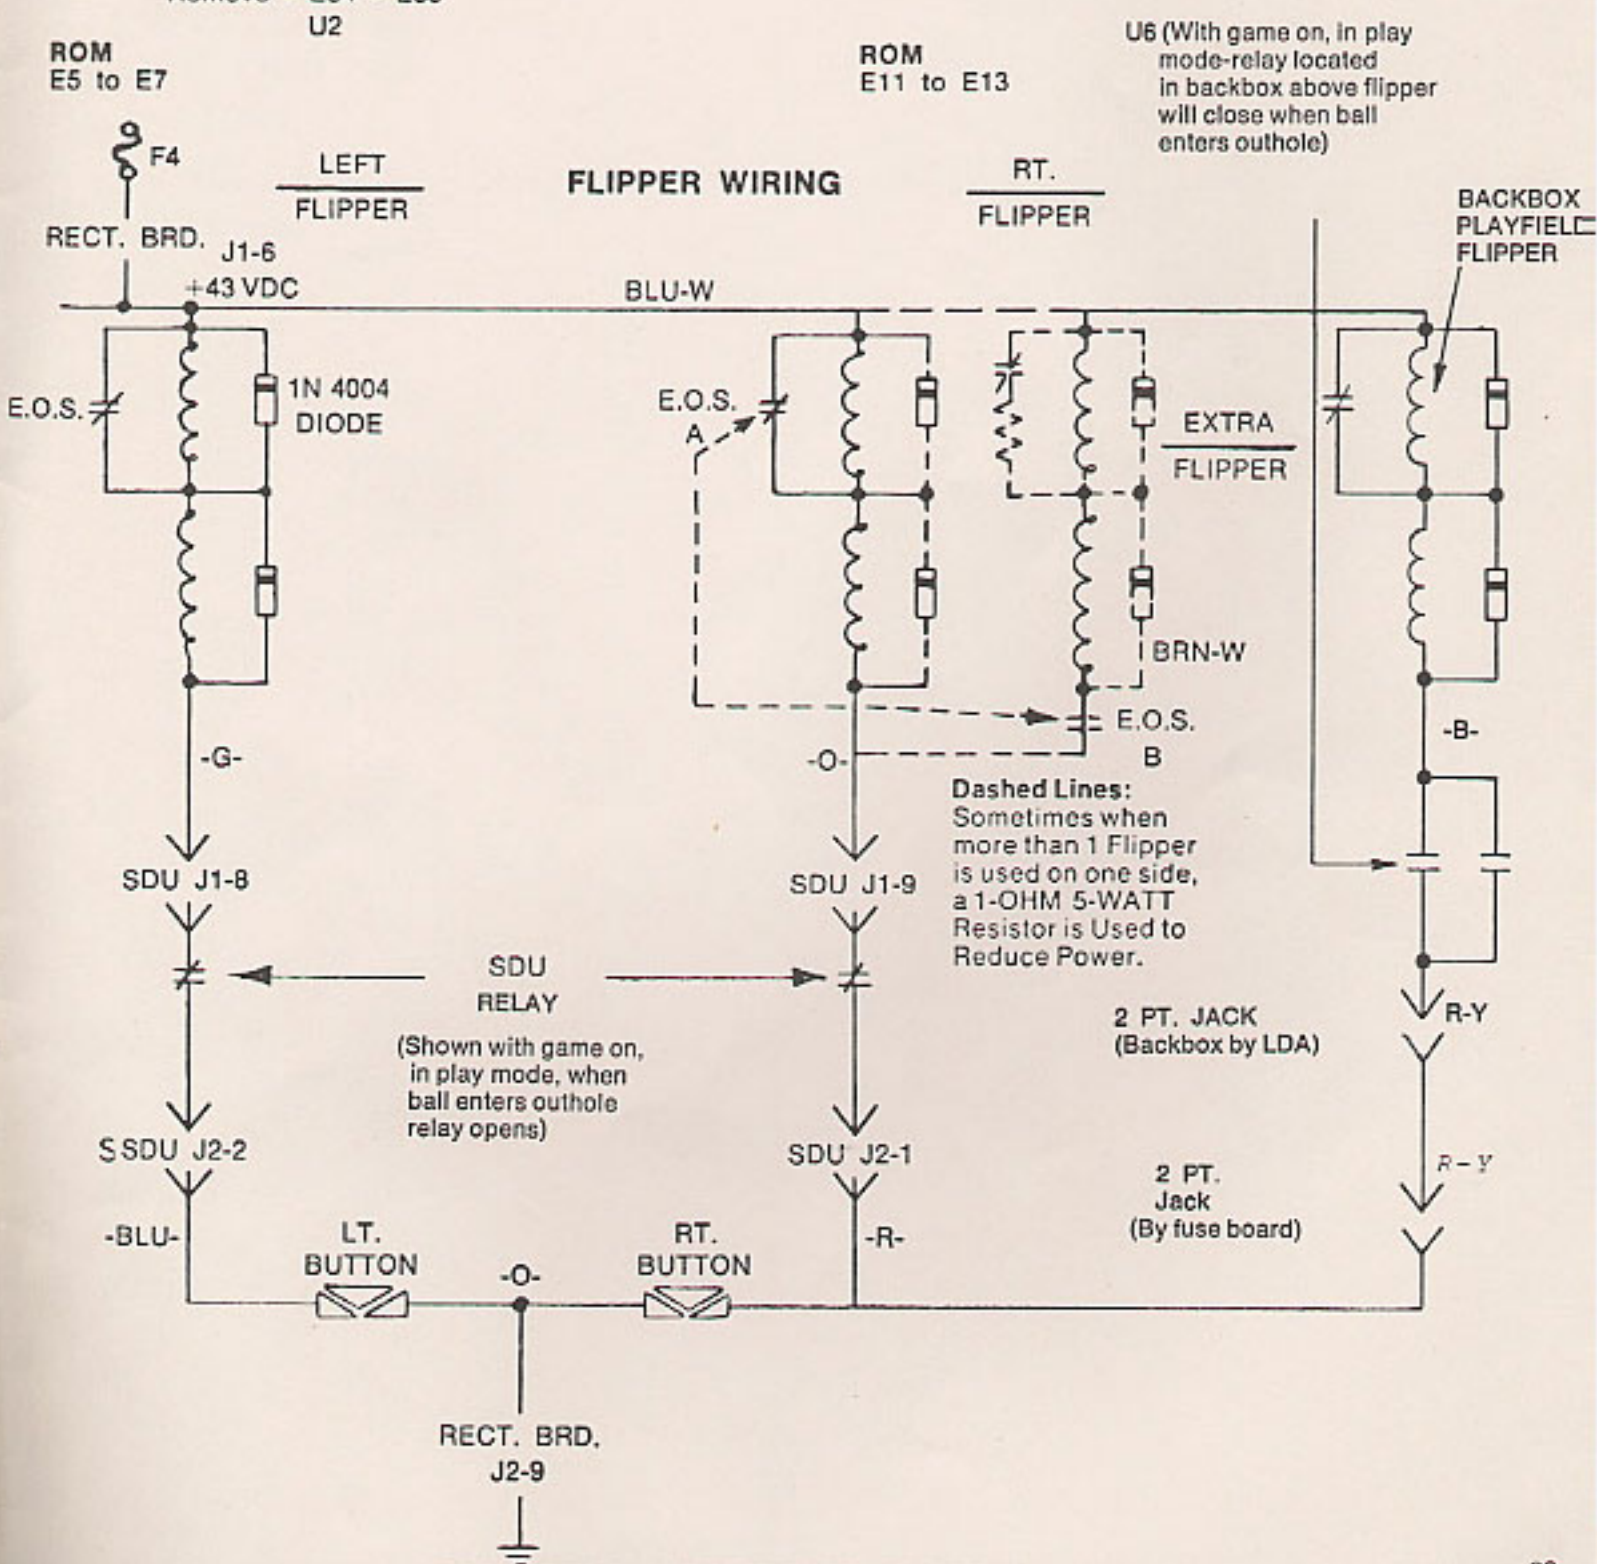 U2
ROM
E5 to E7
ROM
E11 to E13
U6 (With game on, in play
mode-relay located
in backbox above flipper
will close when ball
enters outhole)
F4
LEFT
FLIPPER
FLIPPER WIRING
RT.
FLIPPER
BACKBOX
PLAYFIELD
FLIPPER
RECT. BRD.
J1-6
+43 VDC
BLU-W
E.O.S.
1N 4004
DIODE
E.O.S.
A
EXTRA
FLIPPER
BRN-W
E.O.S.
B
-G-
-O-
-B-
Dashed Lines:
Sometimes when
more than 1 Flipper
is used on one side,
a 1-OHM 5-WATT
Resistor is Used to
Reduce Power.
SDU J1-8
SDU J1-9
SDU
RELAY
(Shown with game on,
in play mode, when
ball enters outhole
relay opens)
2 PT. JACK
(Backbox by LDA)
R-Y
SSDU J2-2
SDU J2-1
2 PT.
Jack
(By fuse board)
R-Y
-BLU-
LT.
BUTTON
-O-
RT.
BUTTON
-R-
RECT. BRD.
J2-9